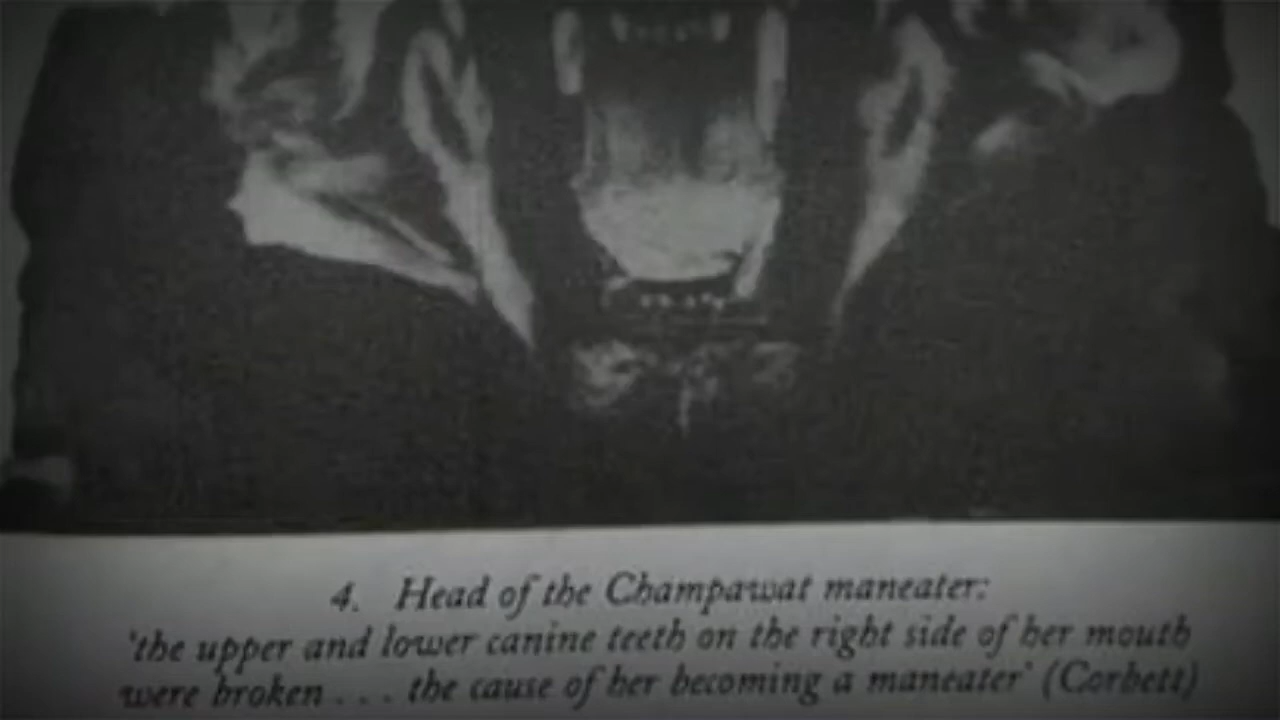 4. Head of the Champawat maneater:
'the upper and lower canine teeth on the right side of her mouth
were broken . . . the cause of her becoming a maneater' (Corbett)